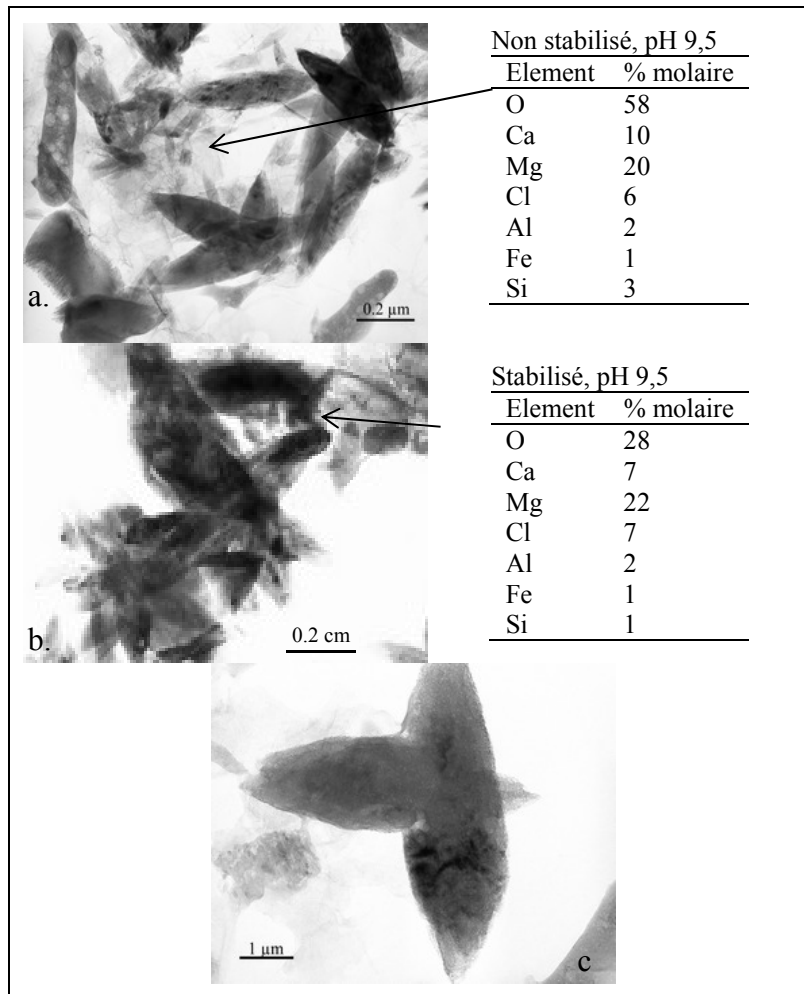 Non stabilisé, pH 9,5
Element % molaire
O 58
Ca 10
Mg 20
Cl 6
Al 2
Fe 1
Si 3
a.
0.2 µm
Stabilisé, pH 9,5
Element % molaire
O 28
Ca 7
Mg 22
Cl 7
Al 2
Fe 1
Si 1
b.
0.2 cm
1 µm
c